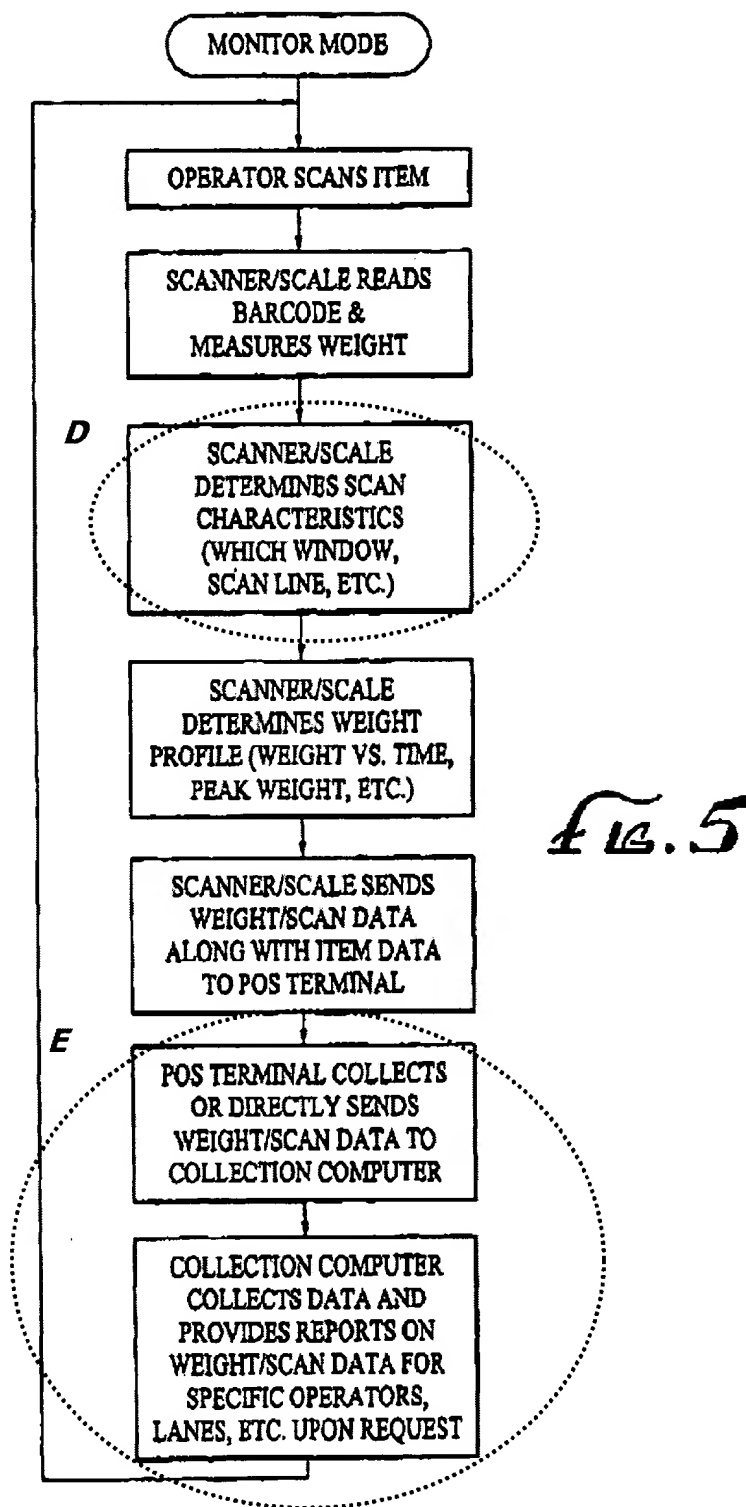 MONITOR MODE
OPERATOR SCANS ITEM
SCANNER/SCALE READS
BARCODE &
MEASURES WEIGHT
D
SCANNER/SCALE
DETERMINES SCAN
CHARACTERISTICS
(WHICH WINDOW,
SCAN LINE, ETC.)
SCANNER/SCALE
DETERMINES WEIGHT
PROFILE (WEIGHT VS. TIME,
PEAK WEIGHT, ETC.)
FIG. 5
SCANNER/SCALE SENDS
WEIGHT/SCAN DATA
ALONG WITH ITEM DATA
TO POS TERMINAL
E
POS TERMINAL COLLECTS
OR DIRECTLY SENDS
WEIGHT/SCAN DATA TO
COLLECTION COMPUTER
COLLECTION COMPUTER
COLLECTS DATA AND
PROVIDES REPORTS ON
WEIGHT/SCAN DATA FOR
SPECIFIC OPERATORS,
LANES, ETC. UPON REQUEST